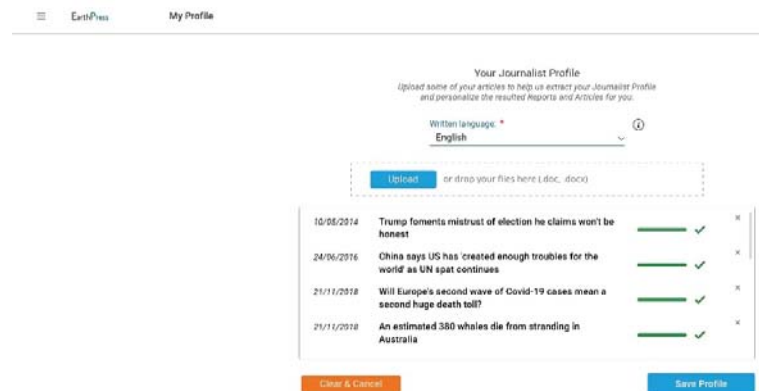 EarthPress
My Profile
Your Journalist Profile
Upload some of your articles to help us extract your Journalist Profile
and personalize the resulted Reports and Articles for you.
Written language: *
English
Upload or drop your files here (.doc, .docx)
10/05/2014 Trump foments mistrust of election he claims won't be
honest
24/06/2016 China says US has 'created enough troubles for the
world' as UN spat continues
21/11/2018 Will Europe's second wave of Covid-19 cases mean a
second huge death toll?
21/11/2018 An estimated 380 whales die from stranding in
Australia
Clear & Cancel Save Profile